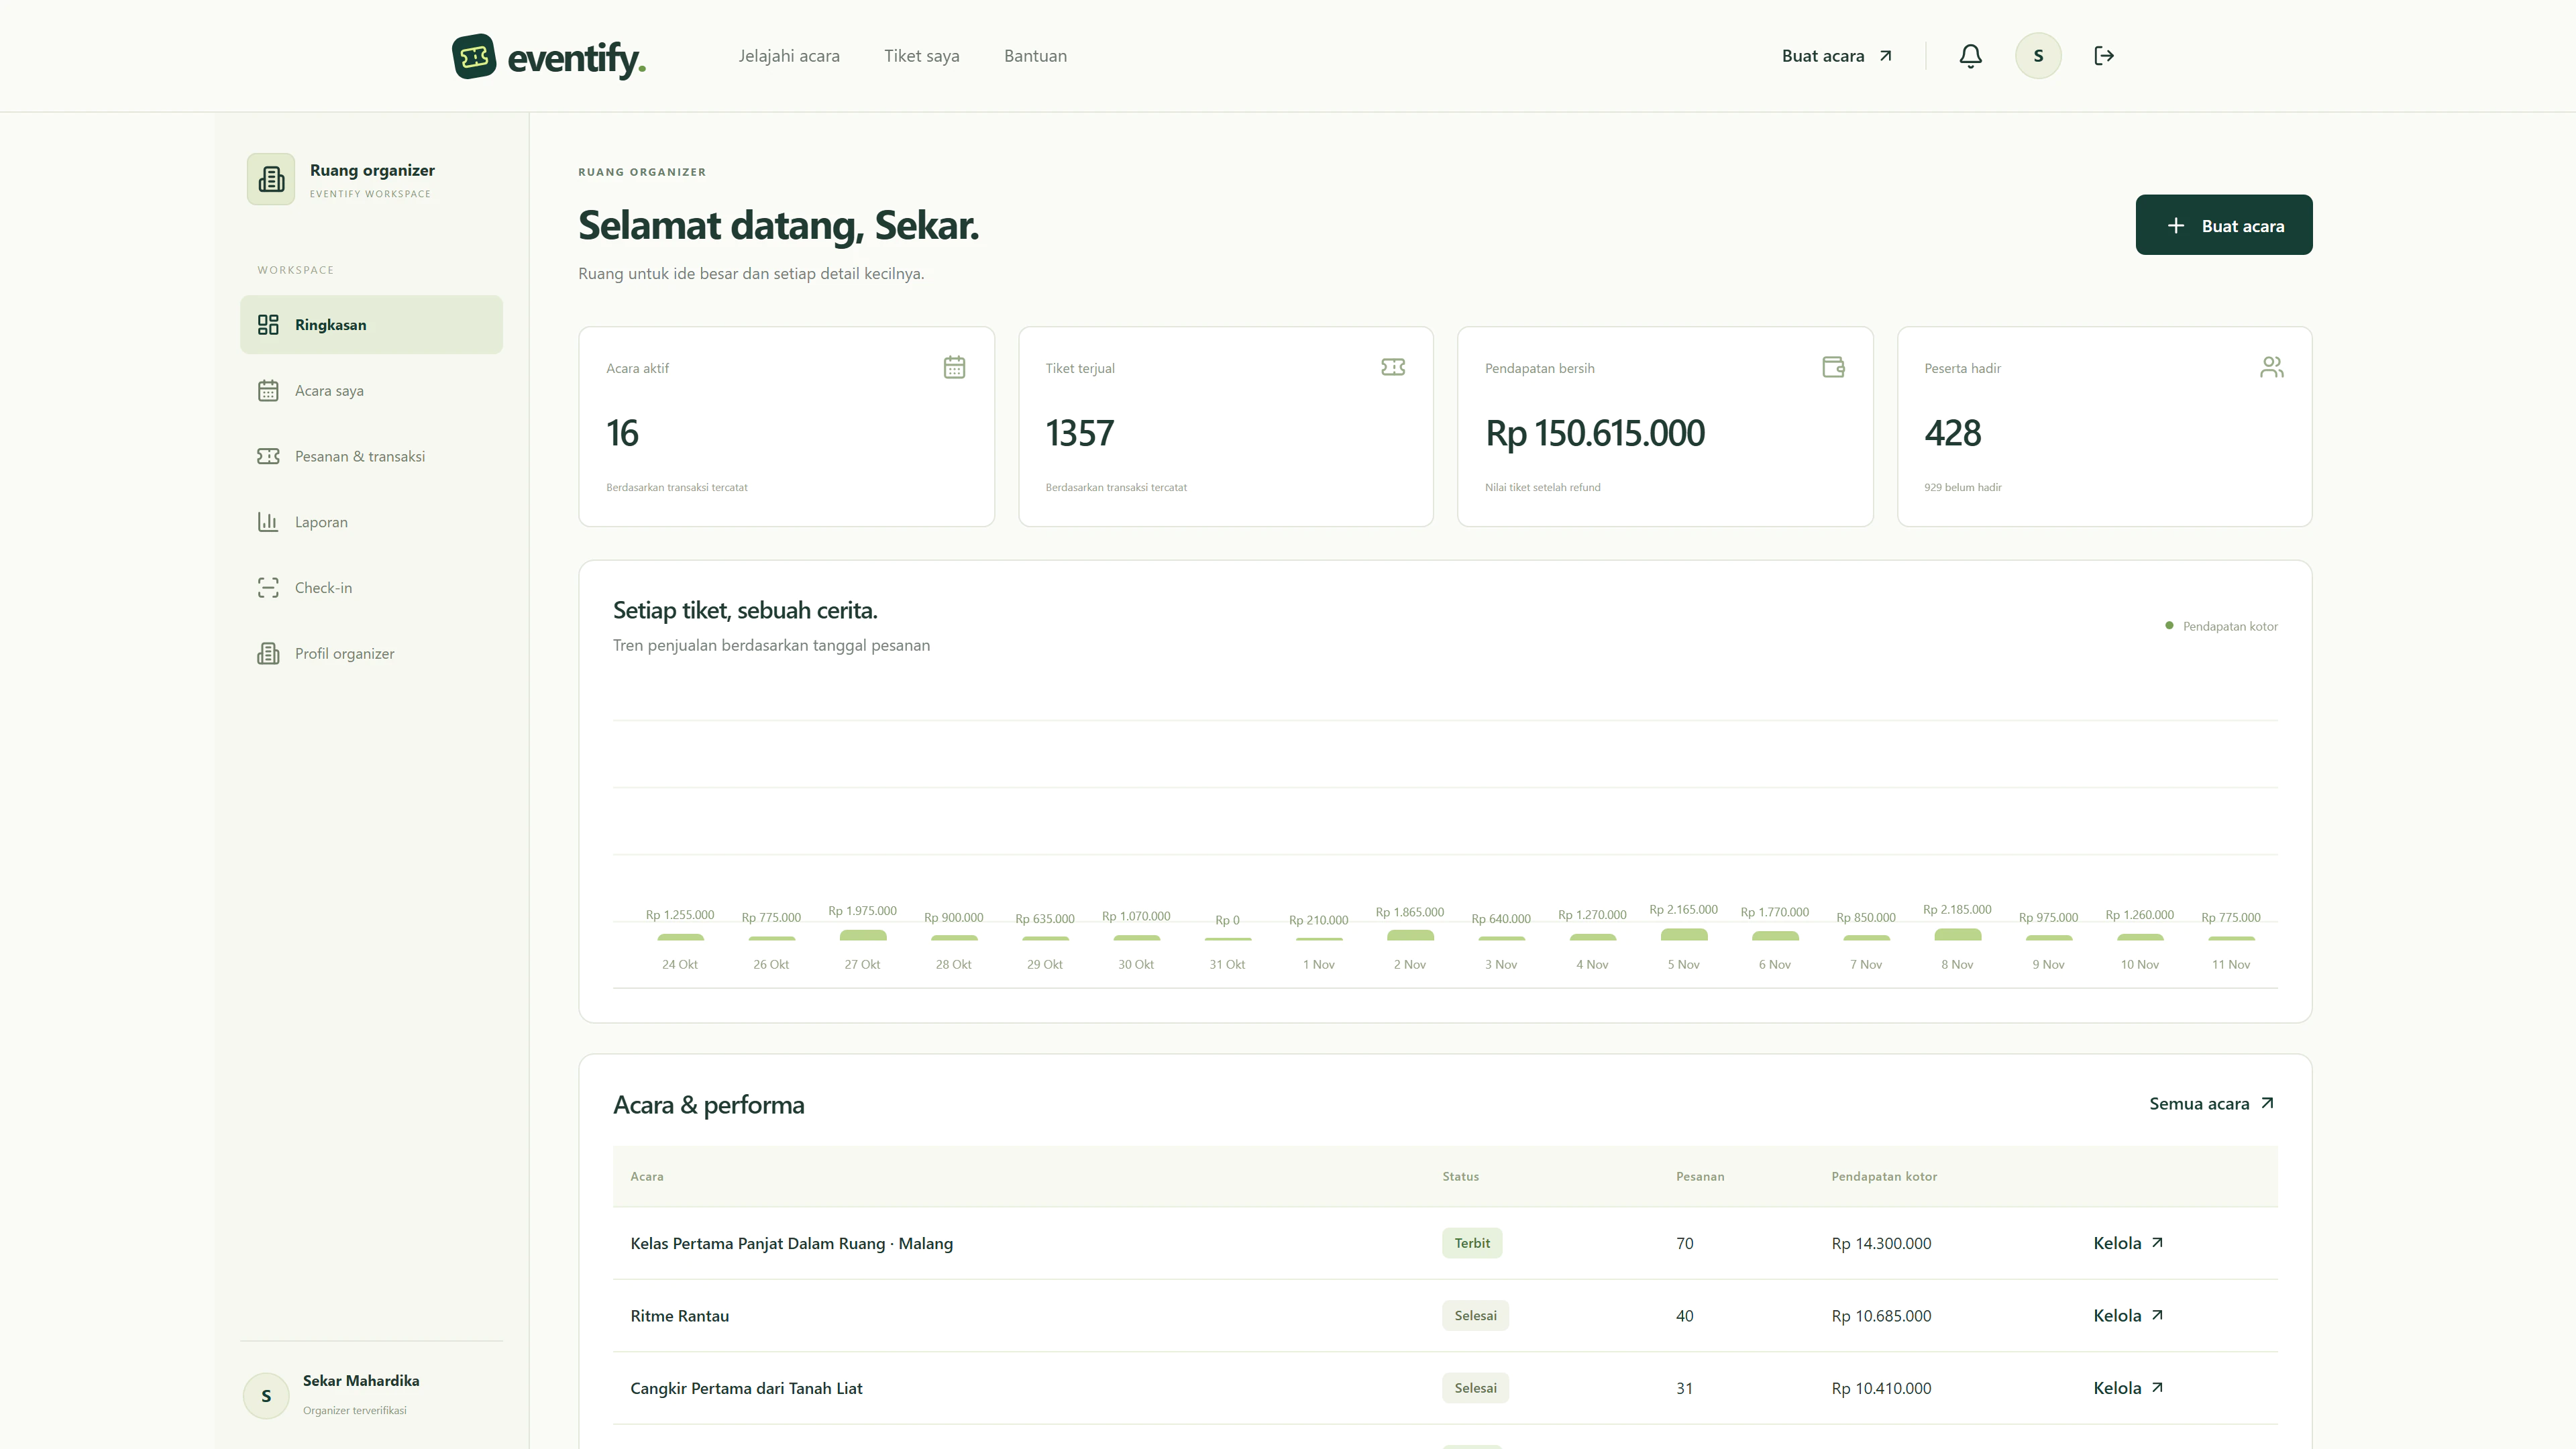 eventify.
Jelajahi acara
Tiket saya
Bantuan
Buat acara
S
Ruang organizer
EVENTIFY WORKSPACE
WORKSPACE
Ringkasan
Acara saya
Pesanan & transaksi
Laporan
Check-in
Profil organizer
Sekar Mahardika
S
Organizer terverifikasi
RUANG ORGANIZER
Selamat datang, Sekar.
Ruang untuk ide besar dan setiap detail kecilnya.
Buat acara
Acara aktif
16
Berdasarkan transaksi tercatat
Tiket terjual
1357
Berdasarkan transaksi tercatat
Pendapatan bersih
Rp 150.615.000
Nilai tiket setelah refund
Peserta hadir
428
929 belum hadir
Setiap tiket, sebuah cerita.
Tren penjualan berdasarkan tanggal pesanan
Pendapatan kotor
Rp 1.255.000 Rp 775.000 Rp 1.975.000 Rp 900.000 Rp 635.000 Rp 1.070.000 Rp 0 Rp 210.000 Rp 1.865.000 Rp 640.000 Rp 1.270.000 Rp 2.165.000 Rp 1.770.000 Rp 850.000 Rp 2.185.000 Rp 975.000 Rp 1.260.000 Rp 775.000
24 Okt 26 Okt 27 Okt 28 Okt 29 Okt 30 Okt 31 Okt 1 Nov 2 Nov 3 Nov 4 Nov 5 Nov 6 Nov 7 Nov 8 Nov 9 Nov 10 Nov 11 Nov
Acara & performa
Semua acara
Acara Status Pesanan Pendapatan kotor
Kelas Pertama Panjat Dalam Ruang · Malang Terbit 70 Rp 14.300.000 Kelola
Ritme Rantau Selesai 40 Rp 10.685.000 Kelola
Cangkir Pertama dari Tanah Liat Selesai 31 Rp 10.410.000 Kelola